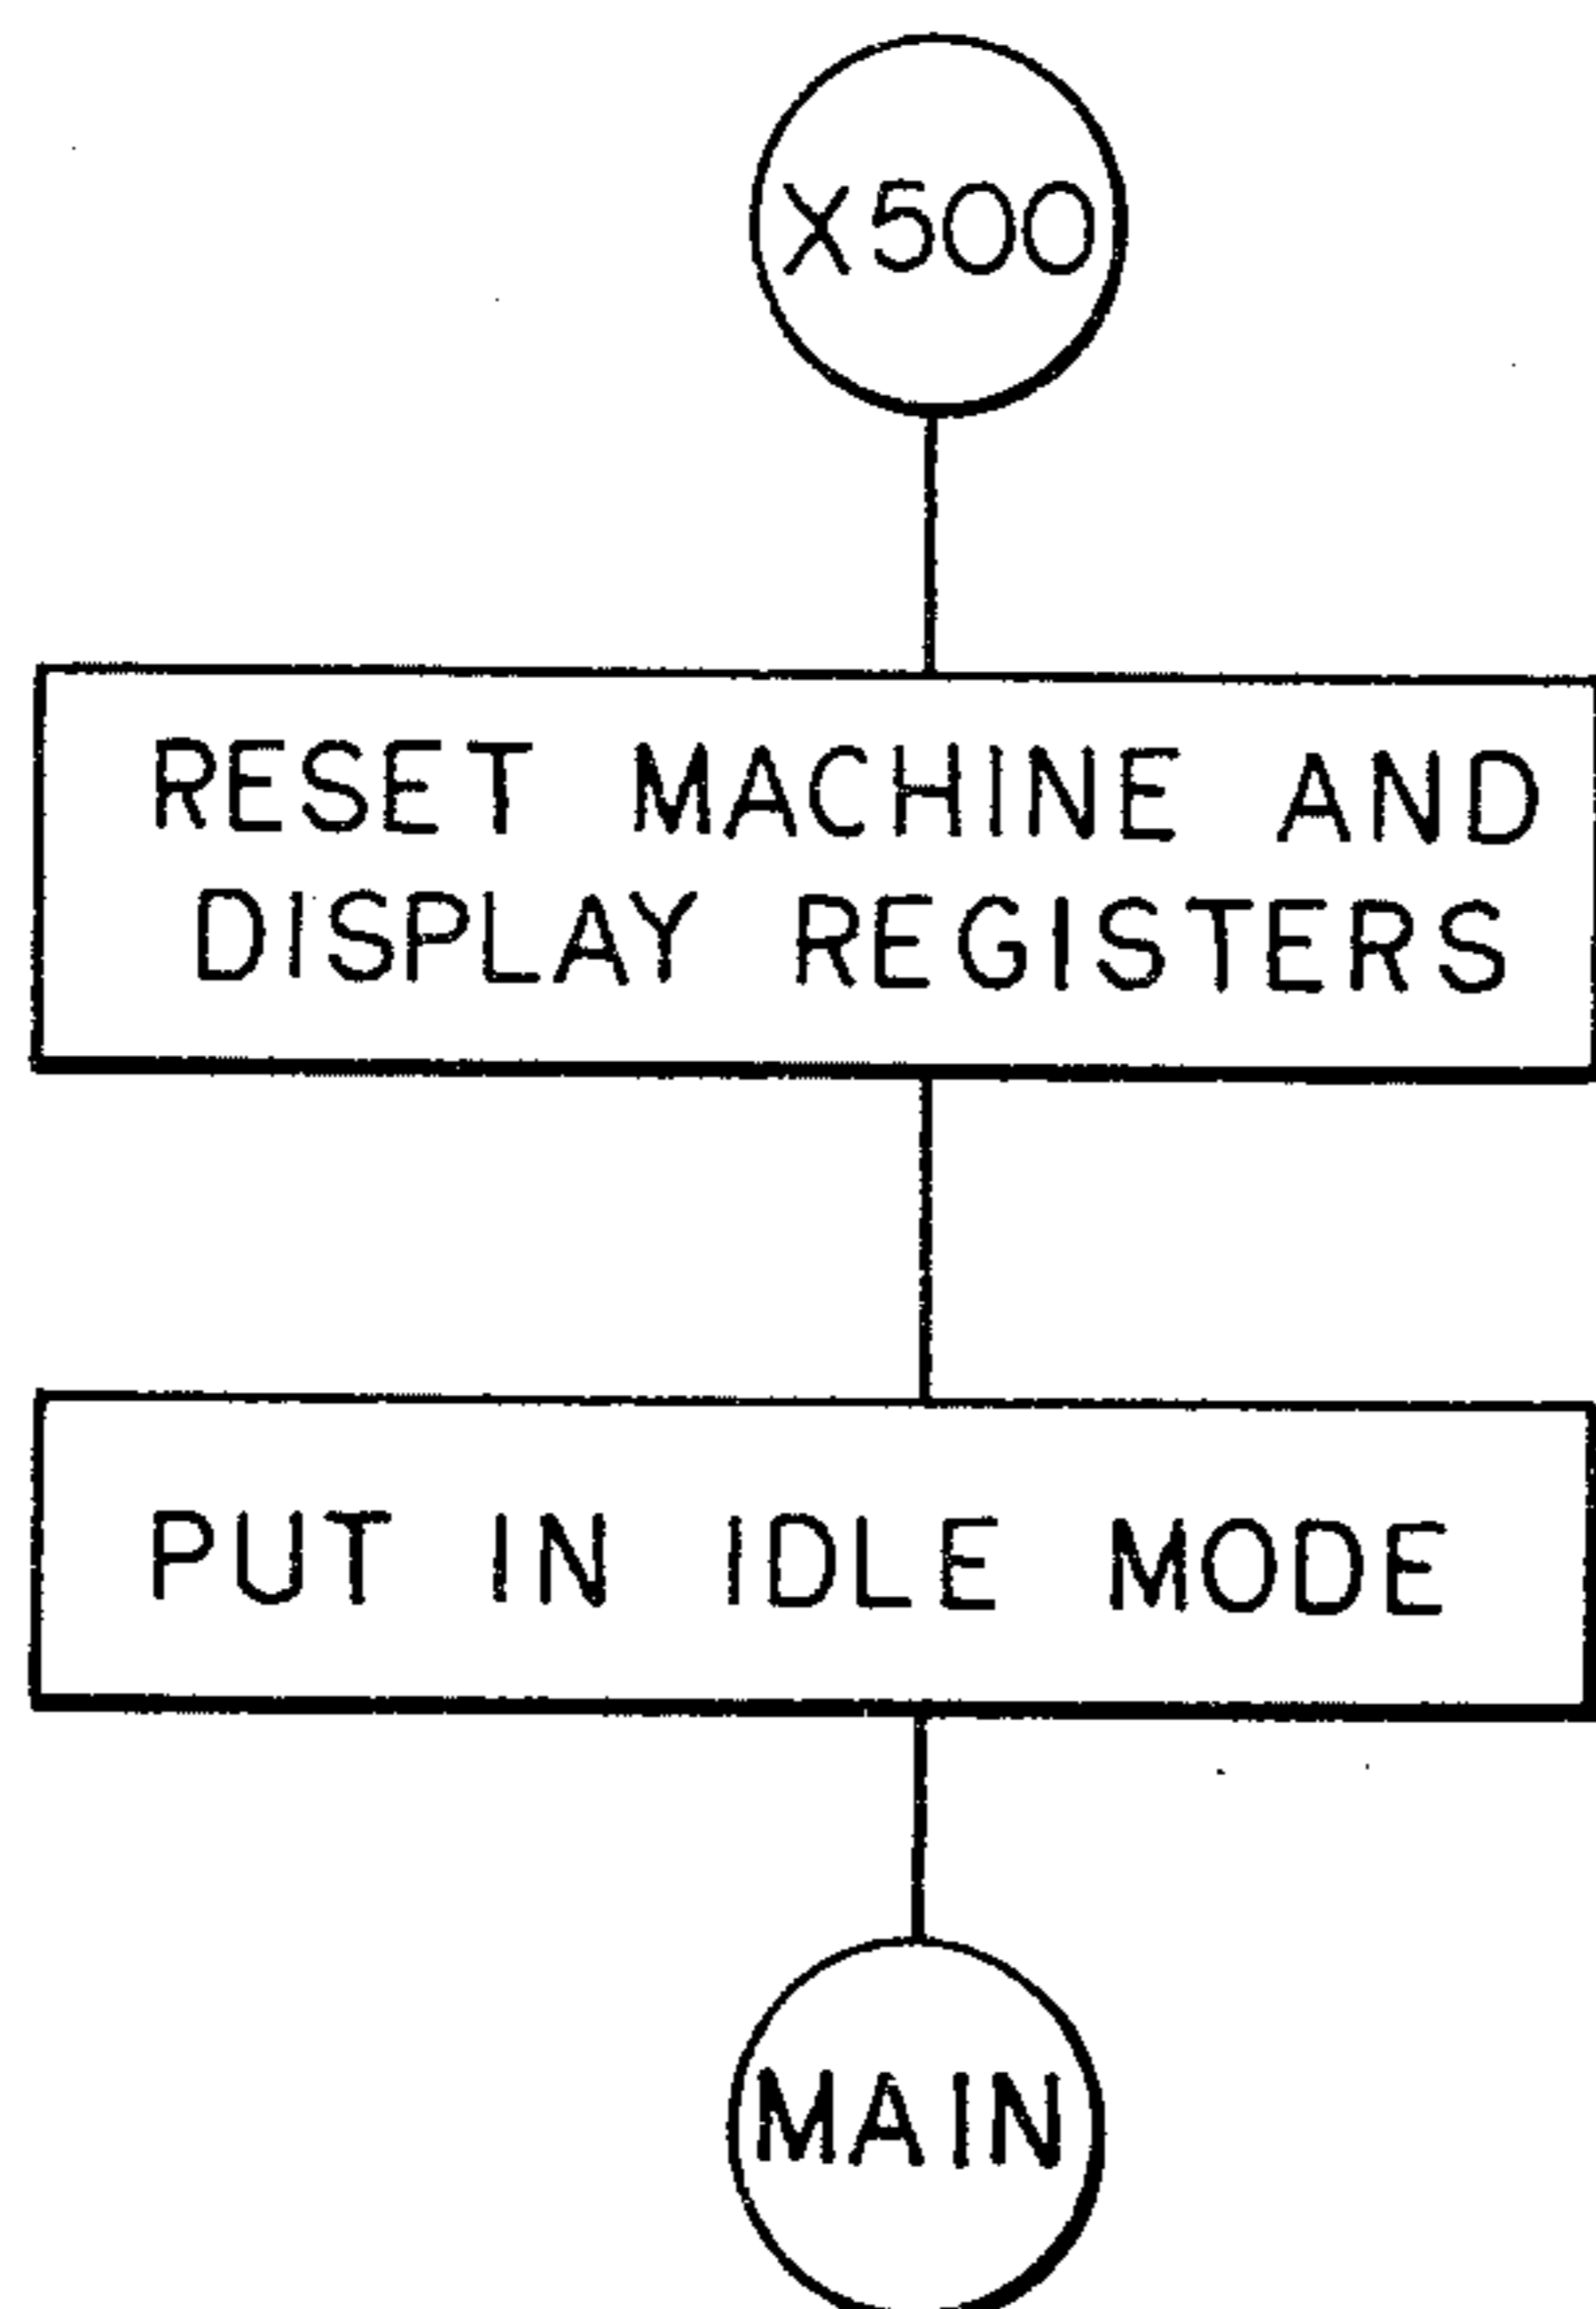 X500
RESET MACHINE AND
DISPLAY REGISTERS
PUT IN IDLE MODE
MAIN